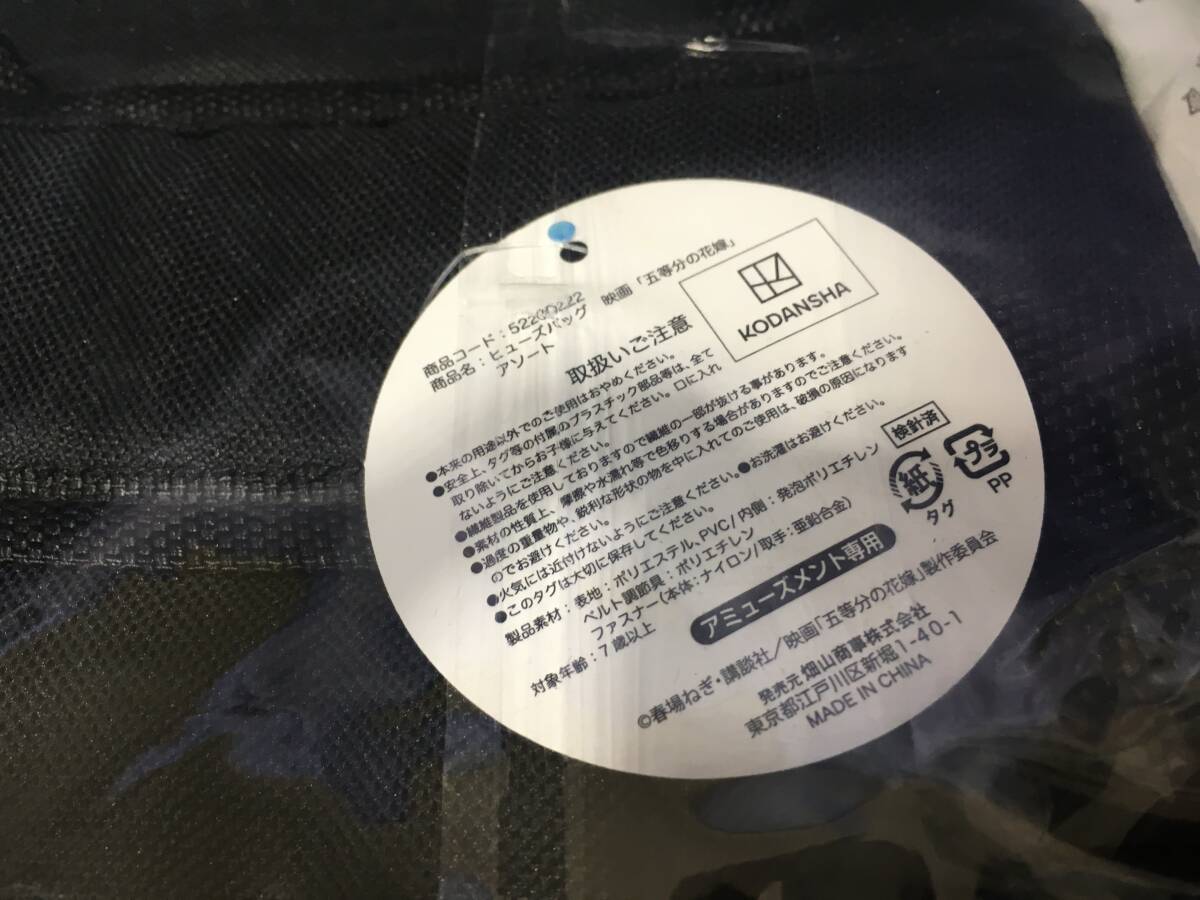 商品コード:522
商品名:ヒューズバッグ 映画「五等分の花嫁」
アソート
KODANSHA
取扱いご注意
●本来の用途以外でのご使用はおやめください。
●安全上、タグ等の付属のプラスチック部品等は、全て
取り除いてからお子様に与えてください。口に入れ
ないようにご注意ください。
●繊維製品を使用しておりますので繊維の一部が抜ける事があります。
●素材の性質上、摩擦や水濡れ等で色移りする場合がありますのでご注意ください。
●過度の重量物や、鋭利な形状の物を中に入れてのご使用は、破損の原因になります
のでお避けください。
●火気には近付けないようにご注意ください。●お洗濯はお避けください。
●このタグは大切に保存してください。
製品素材:表地:ポリエステル、PVC/内側:発泡ポリエチレン
ベルト調節具:ポリエチレン
ファスナー(本体:ナイロン/取手:亜鉛合金)
対象年齢:7歳以上
検針済
紙
タグ
プラ
PP
アミューズメント専用
©春場ねぎ・講談社/映画「五等分の花嫁」製作委員会
発売元 畑山商事株式会社
東京都江戸川区新堀1-40-1
MADE IN CHINA